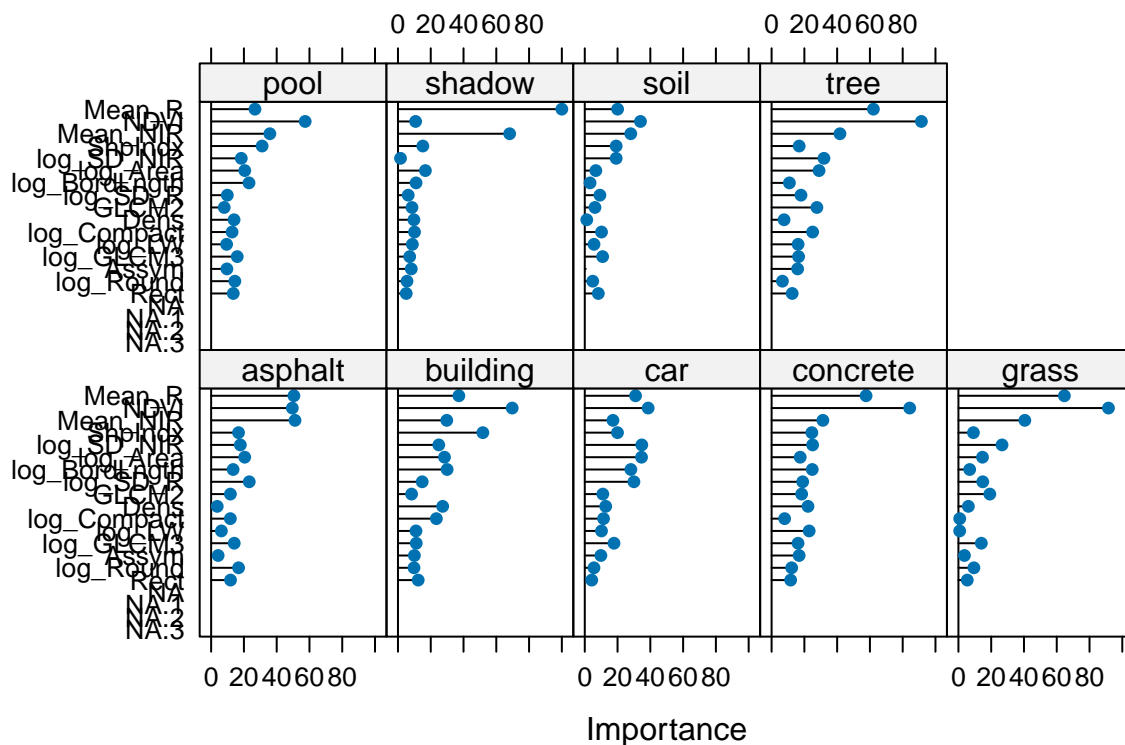 0 20 40 60 80 0 20 40 60 80
pool shadow soil tree
Mean_R
NDVI
Mean_NIR
ShpIndx
log_SD_NIR
log_Area
log_BordLength
log_SD_R
GLCM2
Dens
log_Compact
log_LW
log_GLCM3
Assym
log_Round
Rect
NA
NA.1
NA.2
NA.3
asphalt building car concrete grass
Mean_R
NDVI
Mean_NIR
ShpIndx
log_SD_NIR
log_Area
log_BordLength
log_SD_R
GLCM2
Dens
log_Compact
log_LW
log_GLCM3
Assym
log_Round
Rect
NA
NA.1
NA.2
NA.3
0 20 40 60 80 0 20 40 60 80 0 20 40 60 80
Importance